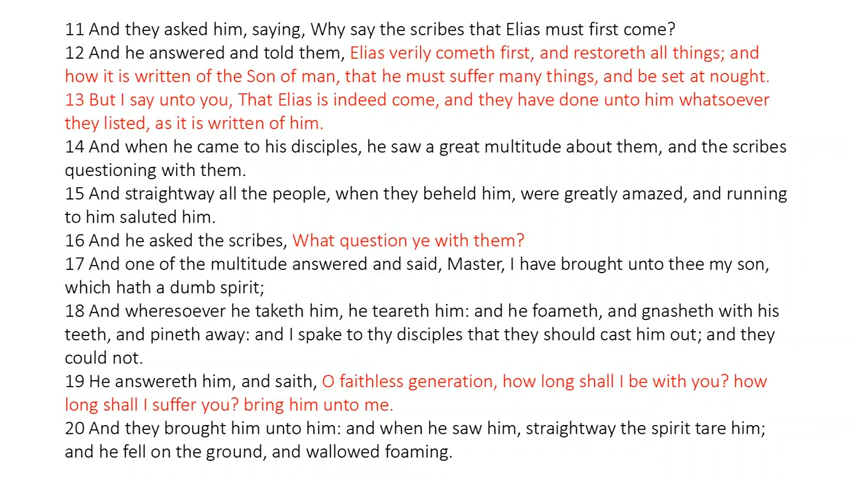 11 And they asked him, saying, Why say the scribes that Elias must first come?
12 And he answered and told them, Elias verily cometh first, and restoreth all things; and
how it is written of the Son of man, that he must suffer many things, and be set at nought.
13 But I say unto you, That Elias is indeed come, and they have done unto him whatsoever
they listed, as it is written of him.
14 And when he came to his disciples, he saw a great multitude about them, and the scribes
questioning with them.
15 And straightway all the people, when they beheld him, were greatly amazed, and running
to him saluted him.
16 And he asked the scribes, What question ye with them?
17 And one of the multitude answered and said, Master, I have brought unto thee my son,
which hath a dumb spirit;
18 And wheresoever he taketh him, he teareth him: and he foameth, and gnasheth with his
teeth, and pineth away: and I spake to thy disciples that they should cast him out; and they
could not.
19 He answereth him, and saith, O faithless generation, how long shall I be with you? how
long shall I suffer you? bring him unto me.
20 And they brought him unto him: and when he saw him, straightway the spirit tare him;
and he fell on the ground, and wallowed foaming.